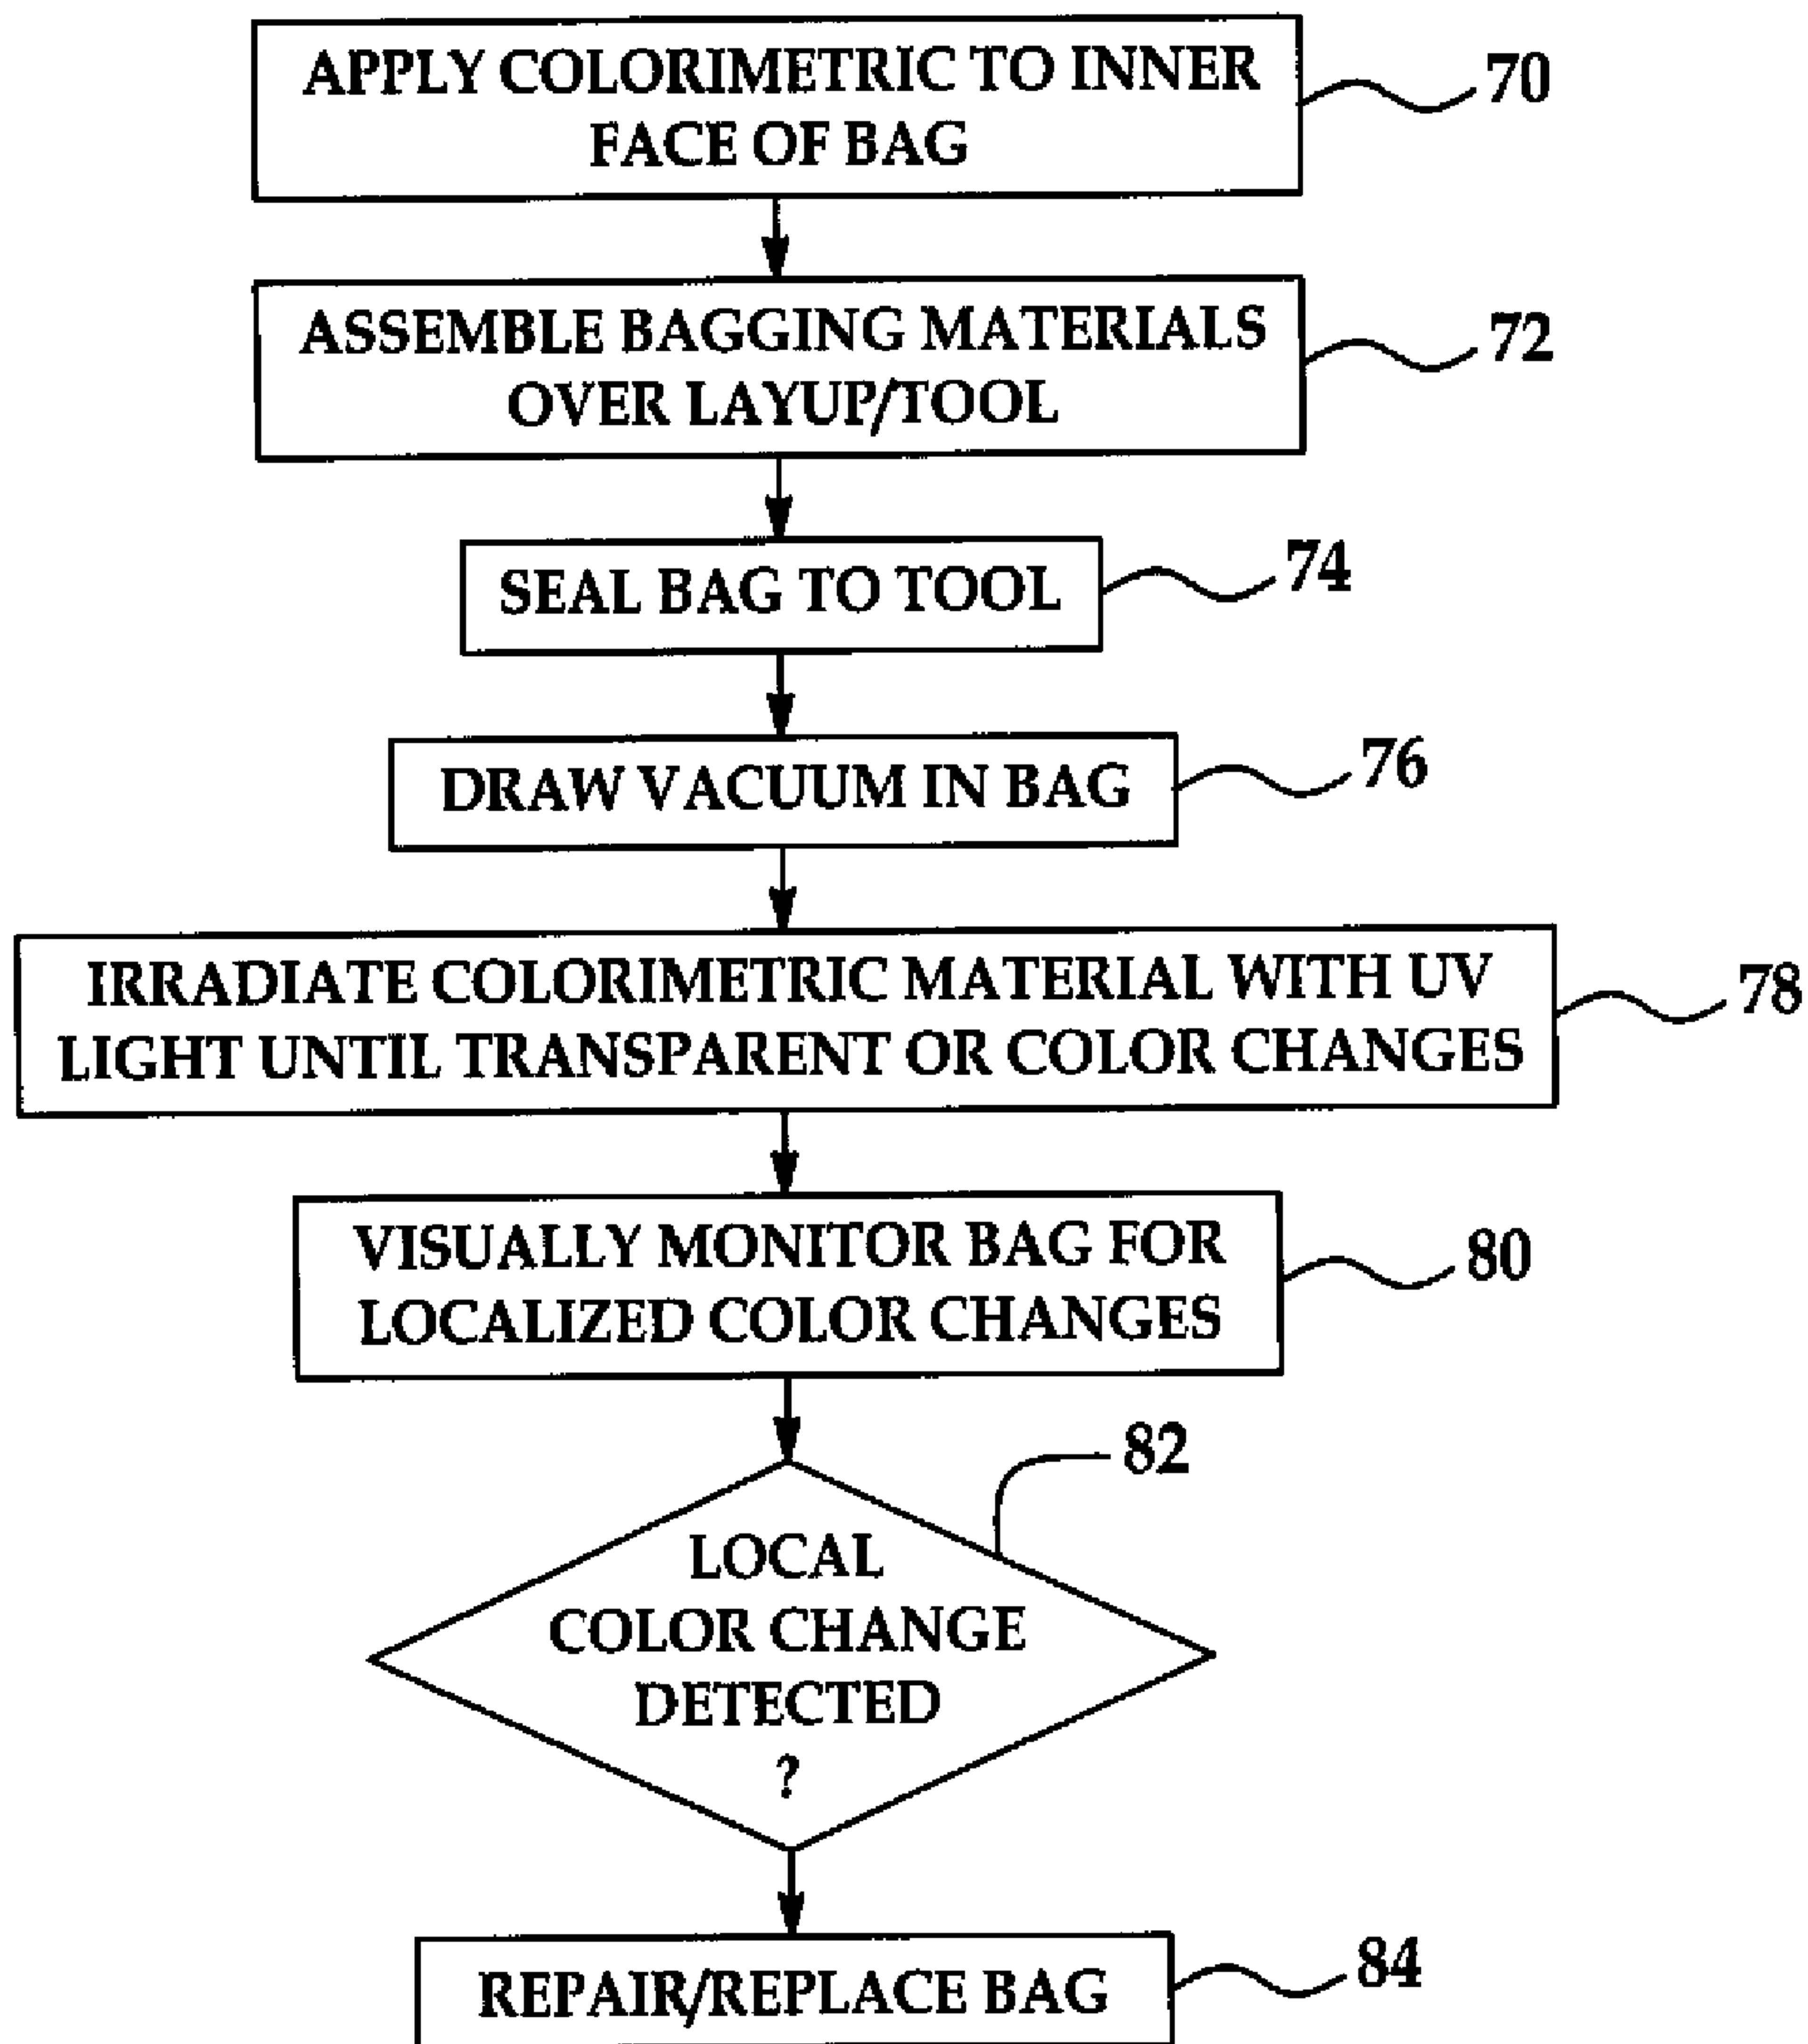 APPLY COLORIMETRIC TO INNER
FACE OF BAG
70
ASSEMBLE BAGGING MATERIALS
OVER LAYUP/TOOL
72
SEAL BAG TO TOOL
74
DRAW VACUUM IN BAG
76
IRRADIATE COLORIMETRIC MATERIAL WITH UV
LIGHT UNTIL TRANSPARENT OR COLOR CHANGES
78
VISUALLY MONITOR BAG FOR
LOCALIZED COLOR CHANGES
80
82
LOCAL
COLOR CHANGE
DETECTED
?
REPAIR/REPLACE BAG
84